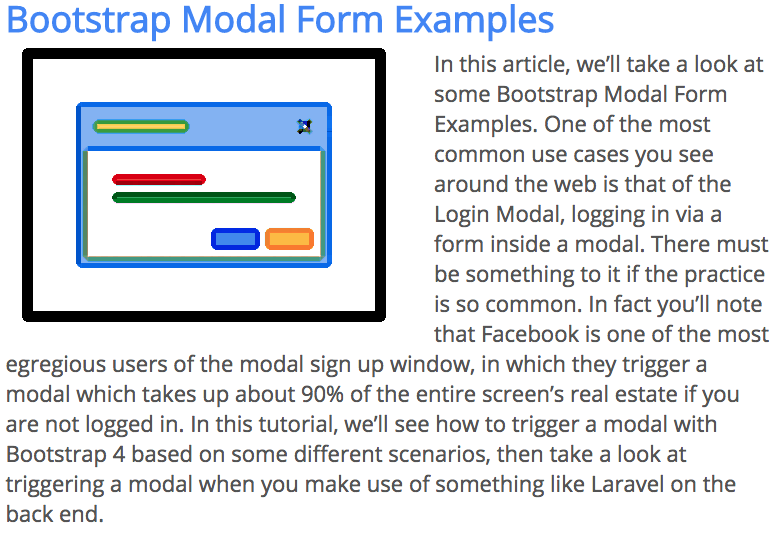 Bootstrap Modal Form Examples
In this article, we’ll take a look at
some Bootstrap Modal Form
Examples. One of the most
common use cases you see
around the web is that of the
Login Modal, logging in via a
form inside a modal. There must
be something to it if the practice
is so common. In fact you’ll note
that Facebook is one of the most
egregious users of the modal sign up window, in which they trigger a
modal which takes up about 90% of the entire screen’s real estate if you
are not logged in. In this tutorial, we’ll see how to trigger a modal with
Bootstrap 4 based on some different scenarios, then take a look at
triggering a modal when you make use of something like Laravel on the
back end.